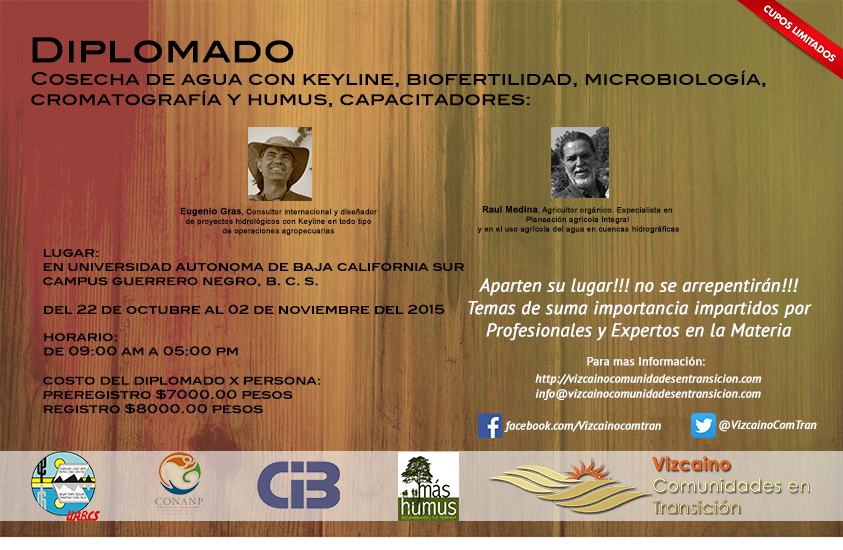 CUPOS LIMITADOS
DIPLOMADO
COSECHA DE AGUA CON KEYLINE, BIOFERTILIDAD, MICROBIOLOGÍA,
CROMATOGRAFÍA Y HUMUS, CAPACITADORES:
Eugenio Gras, Consultor internacional y diseñador
de proyectos hidrológicos con Keyline en todo tipo
de operaciones agropecuarias
Raul Medina, Agricultor orgánico. Especialista en
Planeación agrícola Integral
y en el uso agrícola del agua en cuencas hidrográficas
LUGAR:
EN UNIVERSIDAD AUTONOMA DE BAJA CALIFORNIA SUR
CAMPUS GUERRERO NEGRO, B. C. S.
DEL 22 DE OCTUBRE AL 02 DE NOVIEMBRE DEL 2015
HORARIO:
DE 09:00 AM A 05:00 PM
COSTO DEL DIPLOMADO X PERSONA:
PREREGISTRO $7000.00 PESOS
REGISTRO $8000.00 PESOS
Aparten su lugar!!! no se arrepentirán!!!
Temas de suma importancia impartidos por
Profesionales y Expertos en la Materia
Para mas Información:
http://vizcainocomunidadesentransicion.com
info@vizcainocomunidadesentransicion.com
facebook.com/Vizcainocomtran
@VizcainoComTran
UABCS
CONANP
CIB
más
humus
Vizcaino
Comunidades en
Transición